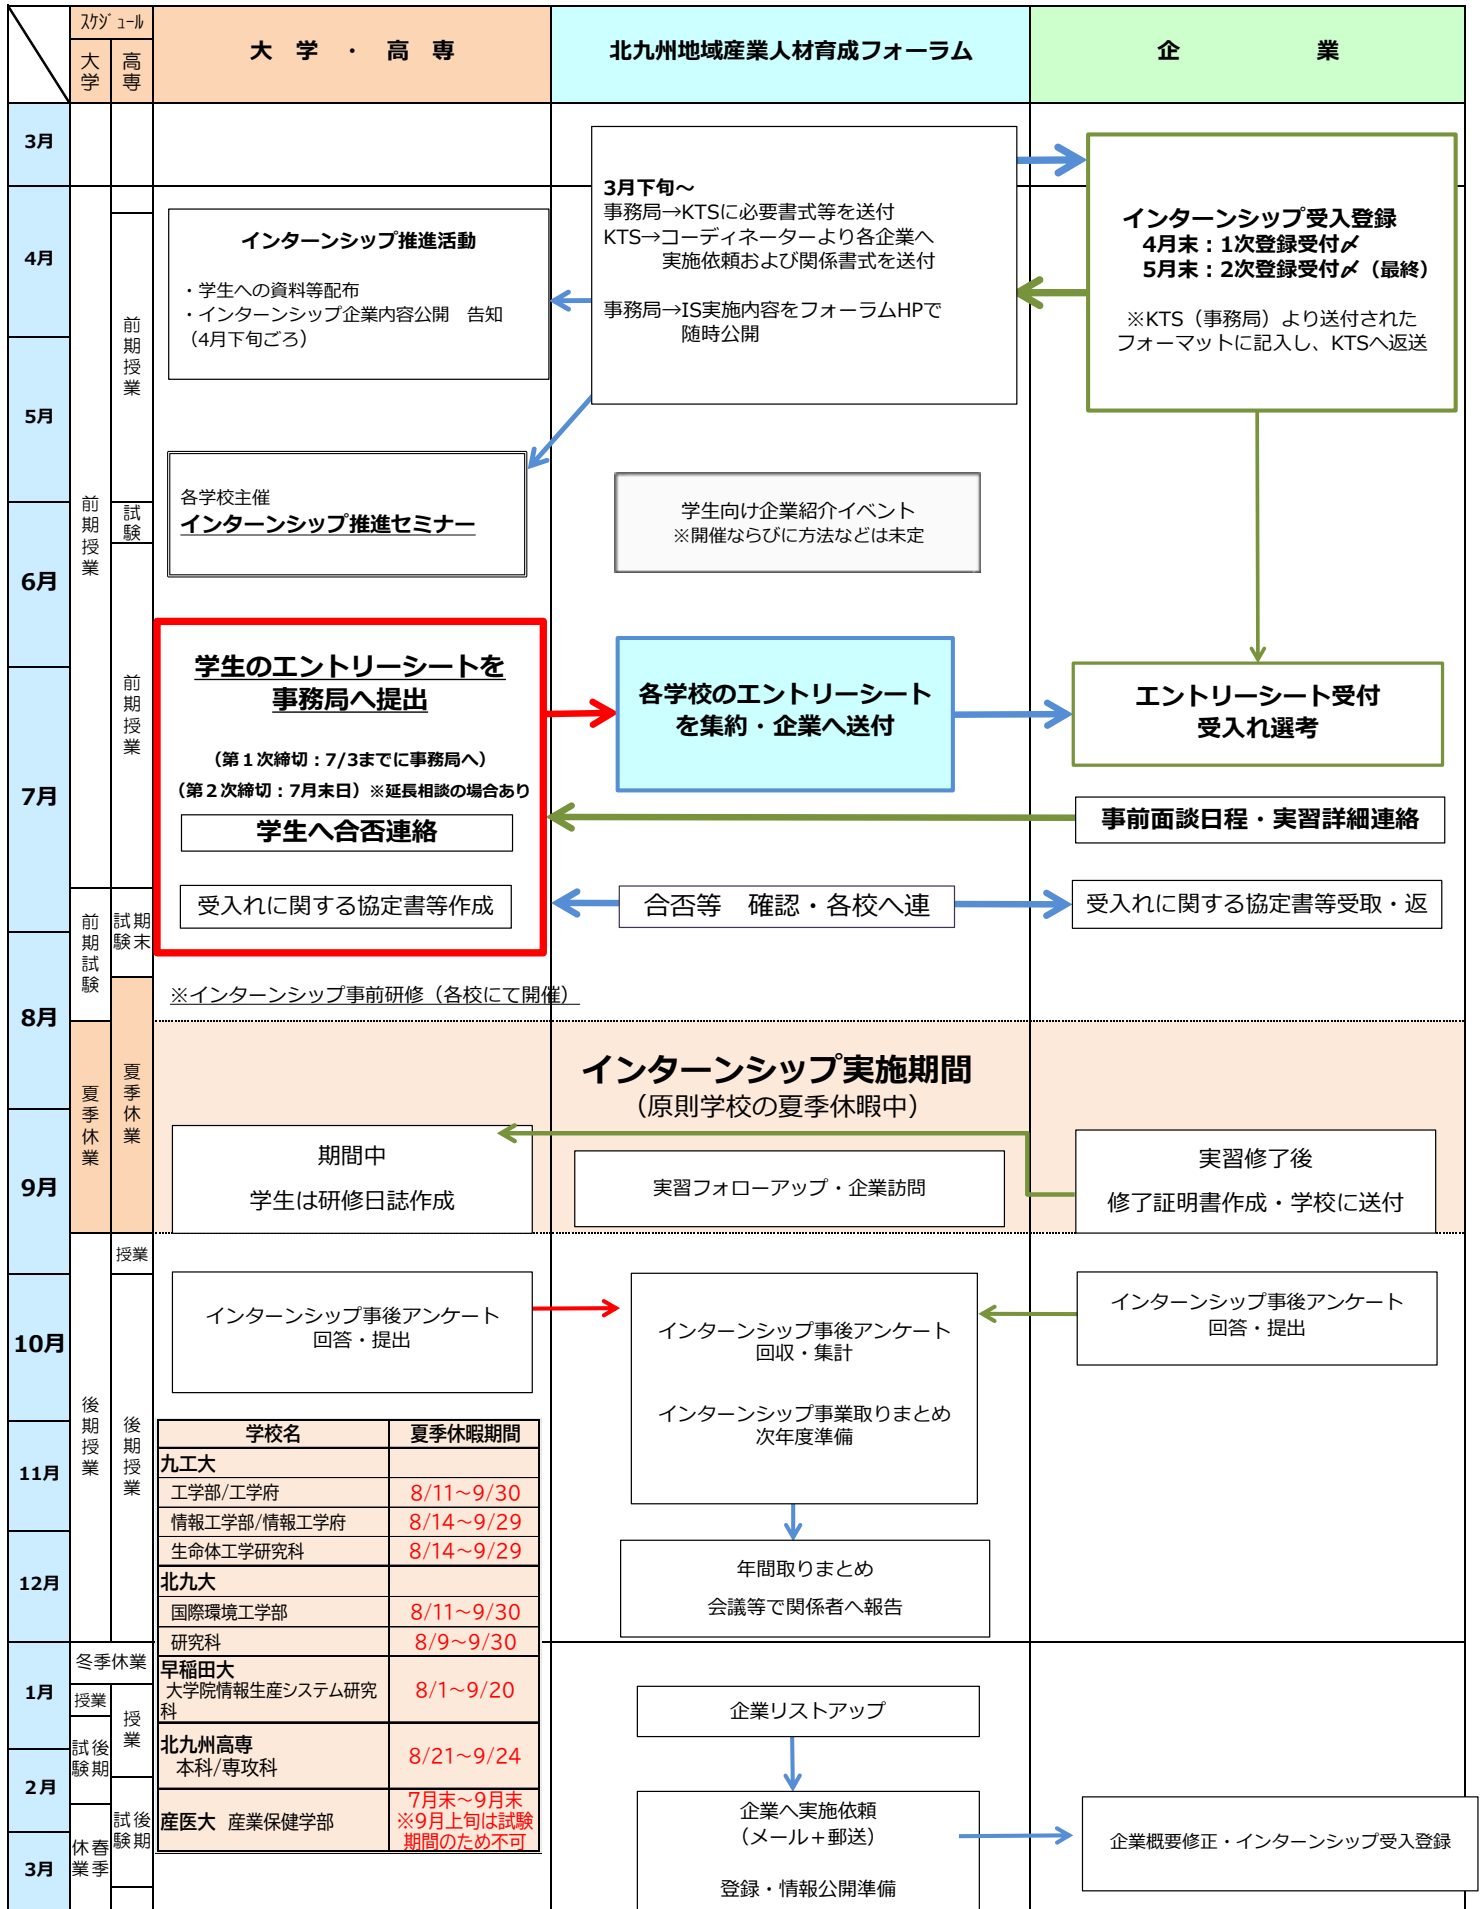 ｽｹｼﾞｭｰﾙ
大学
高専
大　学　・　高　専
北九州地域産業人材育成フォーラム
企　　　業
3月
4月
5月
6月
7月
8月
9月
10月
11月
12月
1月
2月
3月
前期授業
前期試験
夏季休業
後期授業
冬季休業
授業
後期試験
春季休業
前期授業
試験
前期授業
期末試験
夏季休業
授業
後期授業
授業
後期試験
3月下旬～
事務局→KTSに必要書式等を送付
KTS→コーディネーターより各企業へ
実施依頼および関係書式を送付
事務局→IS実施内容をフォーラムHPで
随時公開
インターンシップ受入登録
4月末：1次登録受付〆
5月末：2次登録受付〆（最終）
※KTS（事務局）より送付された
フォーマットに記入し、KTSへ返送
インターンシップ推進活動
・学生への資料等配布
・インターンシップ企業内容公開　告知
（4月下旬ごろ）
各学校主催
インターンシップ推進セミナー
学生向け企業紹介イベント
※開催ならびに方法などは未定
学生のエントリーシートを
事務局へ提出
（第１次締切：7/3までに事務局へ）
（第２次締切：7月末日）※延長相談の場合あり
学生へ合否連絡
受入れに関する協定書等作成
各学校のエントリーシート
を集約・企業へ送付
エントリーシート受付
受入れ選考
事前面談日程・実習詳細連絡
合否等　確認・各校へ連
受入れに関する協定書等受取・返
※インターンシップ事前研修（各校にて開催）
インターンシップ実施期間
（原則学校の夏季休暇中）
期間中
学生は研修日誌作成
実習フォローアップ・企業訪問
実習修了後
修了証明書作成・学校に送付
インターンシップ事後アンケート
回答・提出
インターンシップ事後アンケート
回収・集計
インターンシップ事業取りまとめ
次年度準備
インターンシップ事後アンケート
回答・提出
年間取りまとめ
会議等で関係者へ報告
学校名　夏季休暇期間
九工大
工学部/工学府　8/11～9/30
情報工学部/情報工学府　8/14～9/29
生命体工学研究科　8/14～9/29
北九大
国際環境工学部　8/11～9/30
研究科　8/9～9/30
早稲田大
大学院情報生産システム研究　8/1～9/20
科
北九州高専
本科/専攻科　8/21～9/24
産医大　産業保健学部
7月末～9月末
※9月上旬は試験
期間のため不可
企業リストアップ
企業へ実施依頼
（メール＋郵送）
登録・情報公開準備
企業概要修正・インターンシップ受入登録